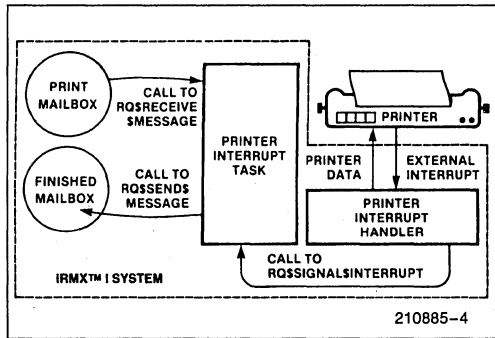 PRINT
MAILBOX
CALL TO
RQ$RECEIVE
$MESSAGE
PRINTER
INTERRUPT
TASK
PRINTER
FINISHED
MAILBOX
CALL TO
RQ$SEND$
MESSAGE
PRINTER
DATA
EXTERNAL
INTERRUPT
PRINTER
INTERRUPT
HANDLER
CALL TO
RQ$SIGNAL$INTERRUPT
iRMX™ I SYSTEM
210885-4